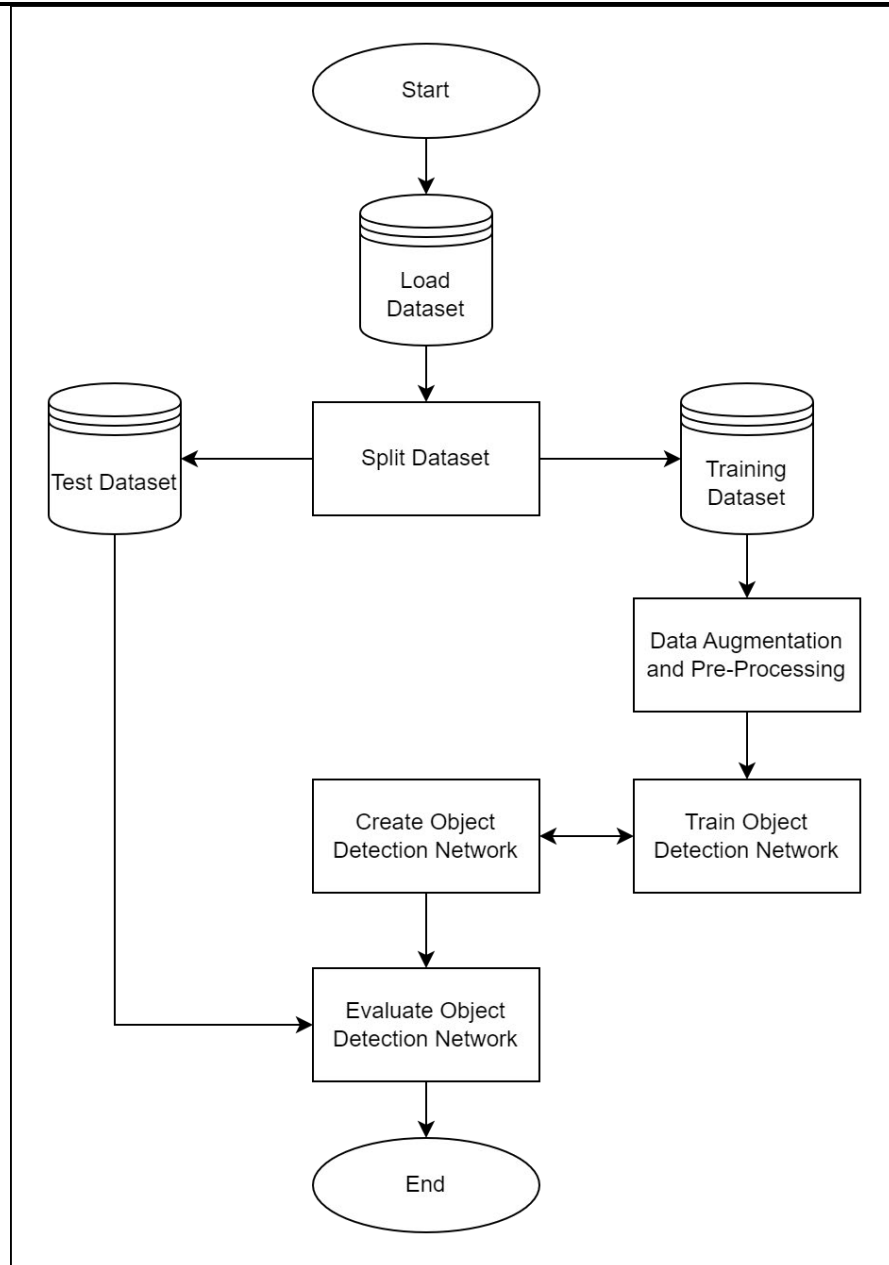 Start
Load
Dataset
Test Dataset
Split Dataset
Training
Dataset
Data Augmentation
and Pre-Processing
Create Object
Detection Network
Train Object
Detection Network
Evaluate Object
Detection Network
End